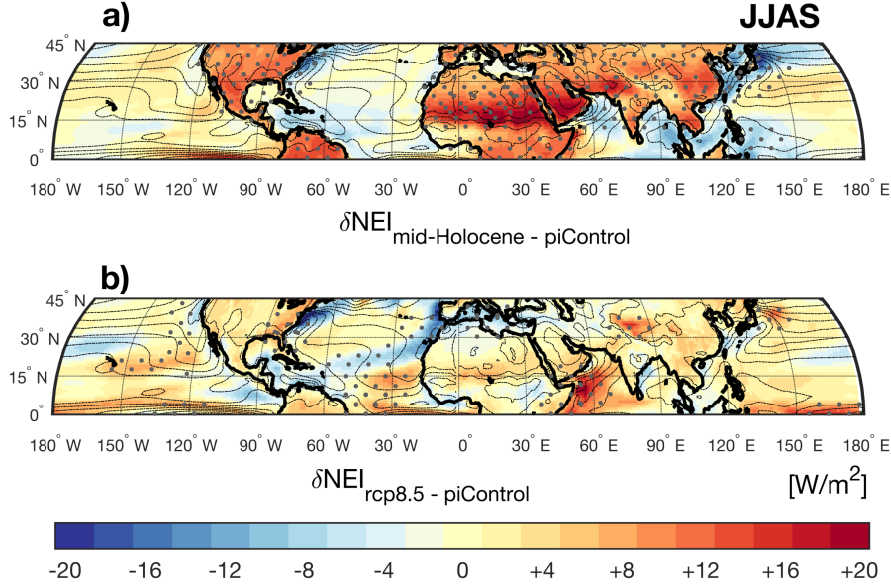 a) JJAS
45° N
30° N
15° N
0°
180° W 150° W 120° W 90° W 60° W 30° W 0° 30° E 60° E 90° E 120° E 150° E 180° E
δNEI mid-Holocene - piControl
b)
45° N
30° N
15° N
0°
180° W 150° W 120° W 90° W 60° W 30° W 0° 30° E 60° E 90° E 120° E 150° E 180° E
δNEI rcp8.5 - piControl [W/m²]
-20 -16 -12 -8 -4 0 +4 +8 +12 +16 +20